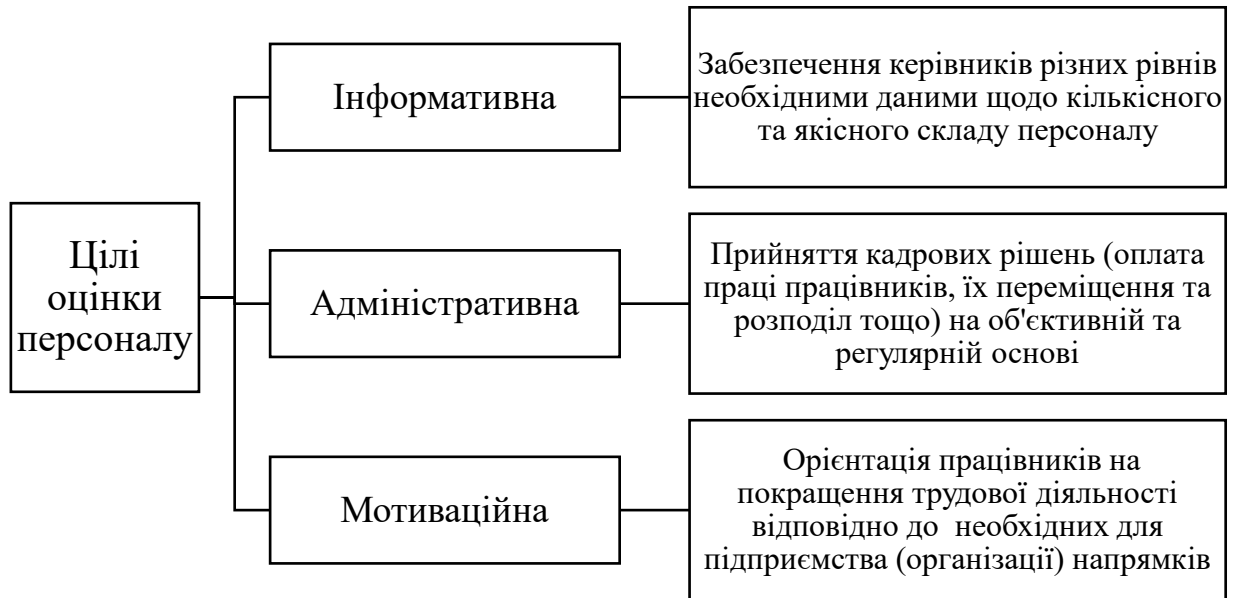 Цілі
оцінки
персоналу
Інформативна
Забезпечення керівників різних рівнів
необхідними даними щодо кількісного
та якісного складу персоналу
Адміністративна
Прийняття кадрових рішень (оплата
праці працівників, їх переміщення та
розподіл тощо) на об'єктивній та
регулярній основі
Мотиваційна
Орієнтація працівників на
покращення трудової діяльності
відповідно до необхідних для
підприємства (організації) напрямків